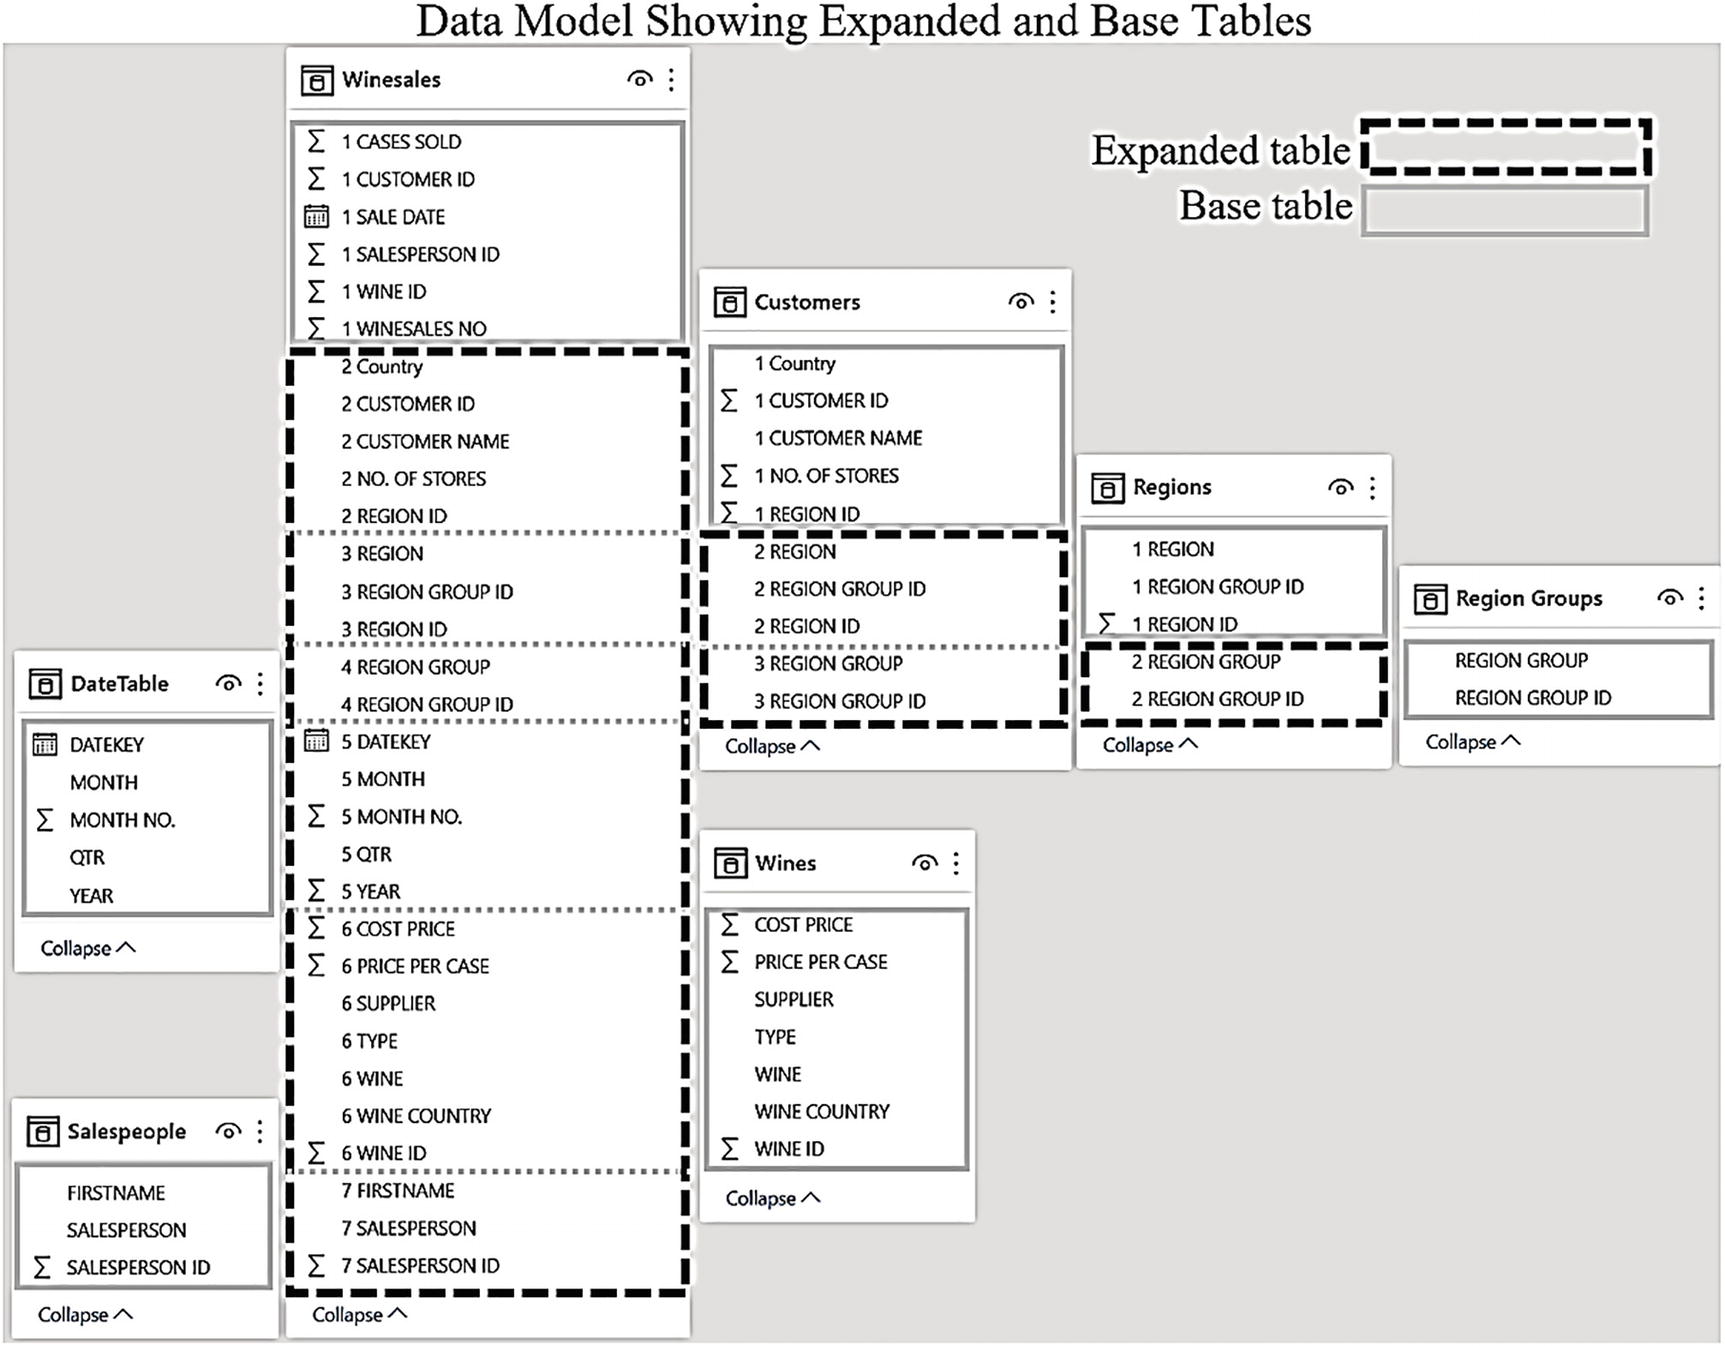 Data Model Showing Expanded and Base Tables
Winesales
1 CASES SOLD
1 CUSTOMER ID
1 SALE DATE
1 SALESPERSON ID
1 WINE ID
1 WINESALES NO
2 Country
2 CUSTOMER ID
2 CUSTOMER NAME
2 NO. OF STORES
2 REGION ID
3 REGION
3 REGION GROUP ID
3 REGION ID
4 REGION GROUP
4 REGION GROUP ID
5 DATEKEY
5 MONTH
5 MONTH NO.
5 QTR
5 YEAR
6 COST PRICE
6 PRICE PER CASE
6 SUPPLIER
6 TYPE
6 WINE
6 WINE COUNTRY
6 WINE ID
7 FIRSTNAME
7 SALESPERSON
7 SALESPERSON ID
Collapse
Expanded table
Base table
Customers
1 Country
1 CUSTOMER ID
1 CUSTOMER NAME
1 NO. OF STORES
1 REGION ID
2 REGION
2 REGION GROUP ID
2 REGION ID
3 REGION GROUP
3 REGION GROUP ID
Collapse
Regions
1 REGION
1 REGION GROUP ID
1 REGION ID
2 REGION GROUP
2 REGION GROUP ID
Collapse
Region Groups
REGION GROUP
REGION GROUP ID
Collapse
DateTable
DATEKEY
MONTH
MONTH NO.
QTR
YEAR
Collapse
Wines
COST PRICE
PRICE PER CASE
SUPPLIER
TYPE
WINE
WINE COUNTRY
WINE ID
Collapse
Salespeople
FIRSTNAME
SALESPERSON
SALESPERSON ID
Collapse